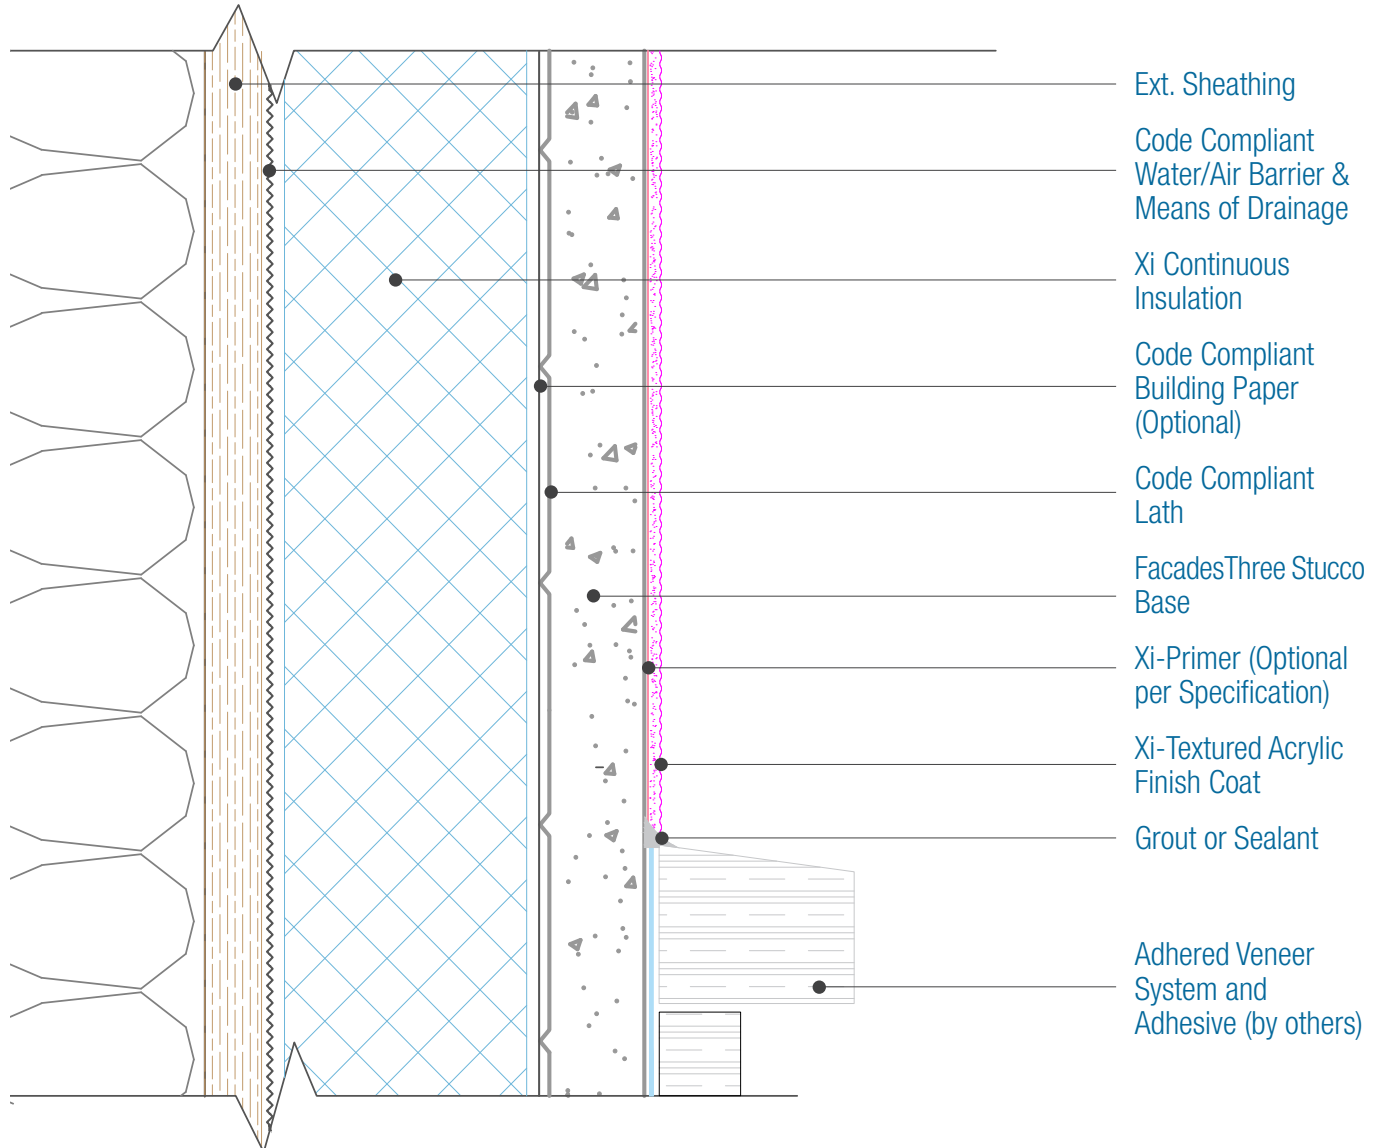 Ext. Sheathing
Code Compliant
Water/Air Barrier &
Means of Drainage
Xi Continuous
Insulation
Code Compliant
Building Paper
(Optional)
Code Compliant
Lath
FacadesThree Stucco
Base
Xi-Primer (Optional
per Specification)
Xi-Textured Acrylic
Finish Coat
Grout or Sealant
Adhered Veneer
System and
Adhesive (by others)